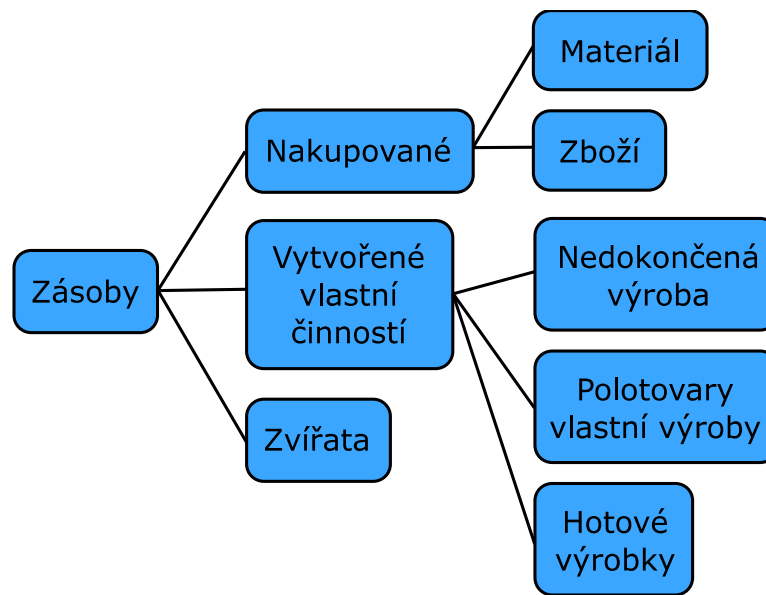 Zásoby
Nakupované
Materiál
Zboží
Vytvořené
vlastní
činností
Nedokončená
výroba
Polotovary
vlastní výroby
Hotové
výrobky
Zvířata